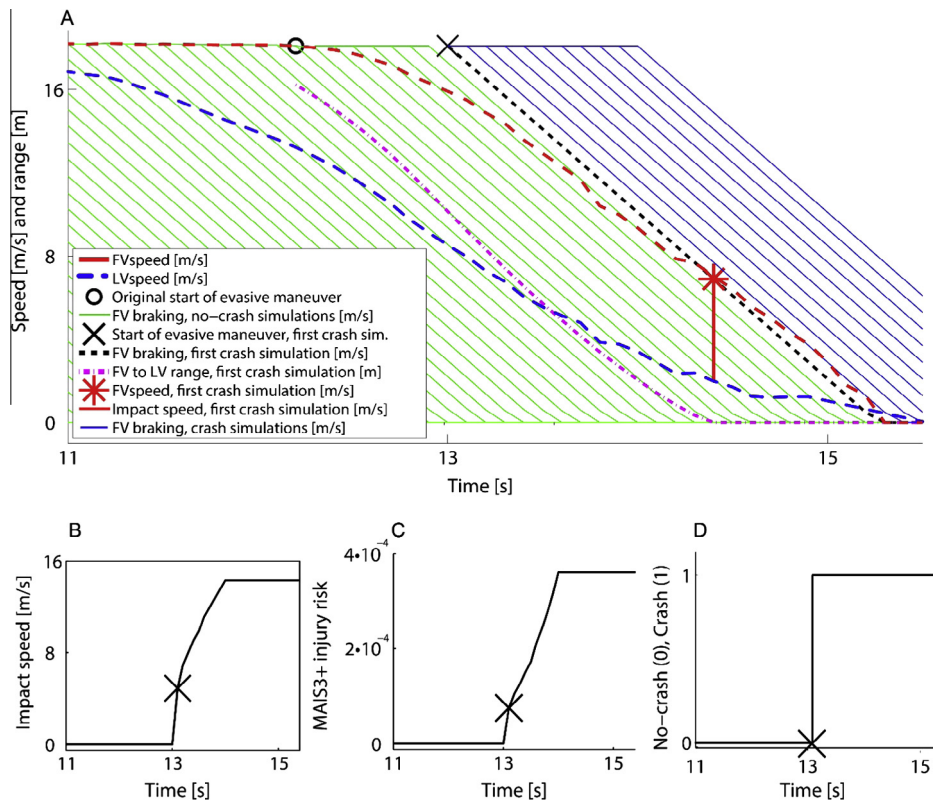 A
Speed [m/s] and range [m]
16
8
0
FVspeed [m/s]
LVspeed [m/s]
Original start of evasive maneuver
FV braking, no-crash simulations [m/s]
Start of evasive maneuver, first crash sim.
FV braking, first crash simulation [m/s]
FV to LV range, first crash simulation [m]
FVspeed, first crash simulation [m/s]
Impact speed, first crash simulation [m/s]
FV braking, crash simulations [m/s]
11 13 15
Time [s]
B
Impact speed [m/s]
16
8
0
11 13 15
Time [s]
C
MAIS3+ injury risk
4•10⁻⁴
2•10⁻⁴
0
11 13 15
Time [s]
D
No-crash (0), Crash (1)
1
0
11 13 15
Time [s]